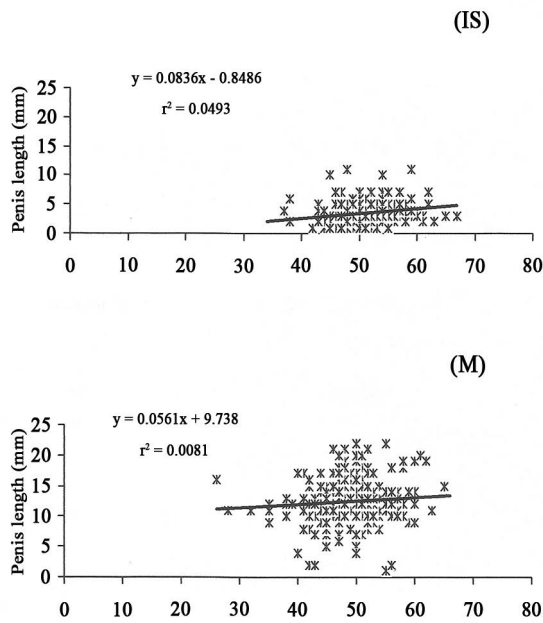 (IS)
y = 0.0836x - 0.8486
r² = 0.0493
Penis length (mm)
25
20
15
10
5
0
0 10 20 30 40 50 60 70 80
(M)
y = 0.0561x + 9.738
r² = 0.0081
Penis length (mm)
25
20
15
10
5
0
0 10 20 30 40 50 60 70 80